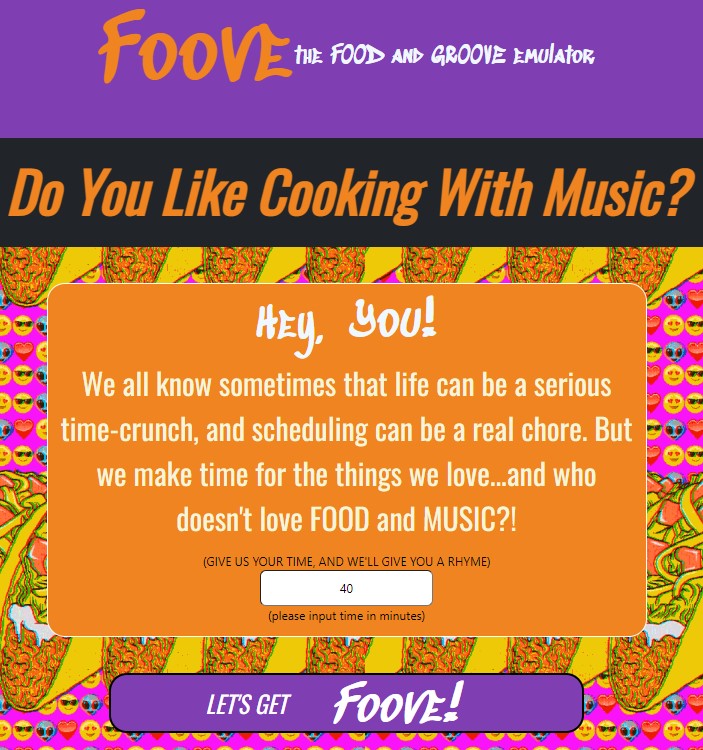 FOOVE THE FOOD AND GROOVE EMULATOR
Do You Like Cooking With Music?
HEY, YOU!
We all know sometimes that life can be a serious
time-crunch, and scheduling can be a real chore. But
we make time for the things we love...and who
doesn't love FOOD and MUSIC?!
(GIVE US YOUR TIME, AND WE'LL GIVE YOU A RHYME)
40
(please input time in minutes)
LET'S GET FOOVE!